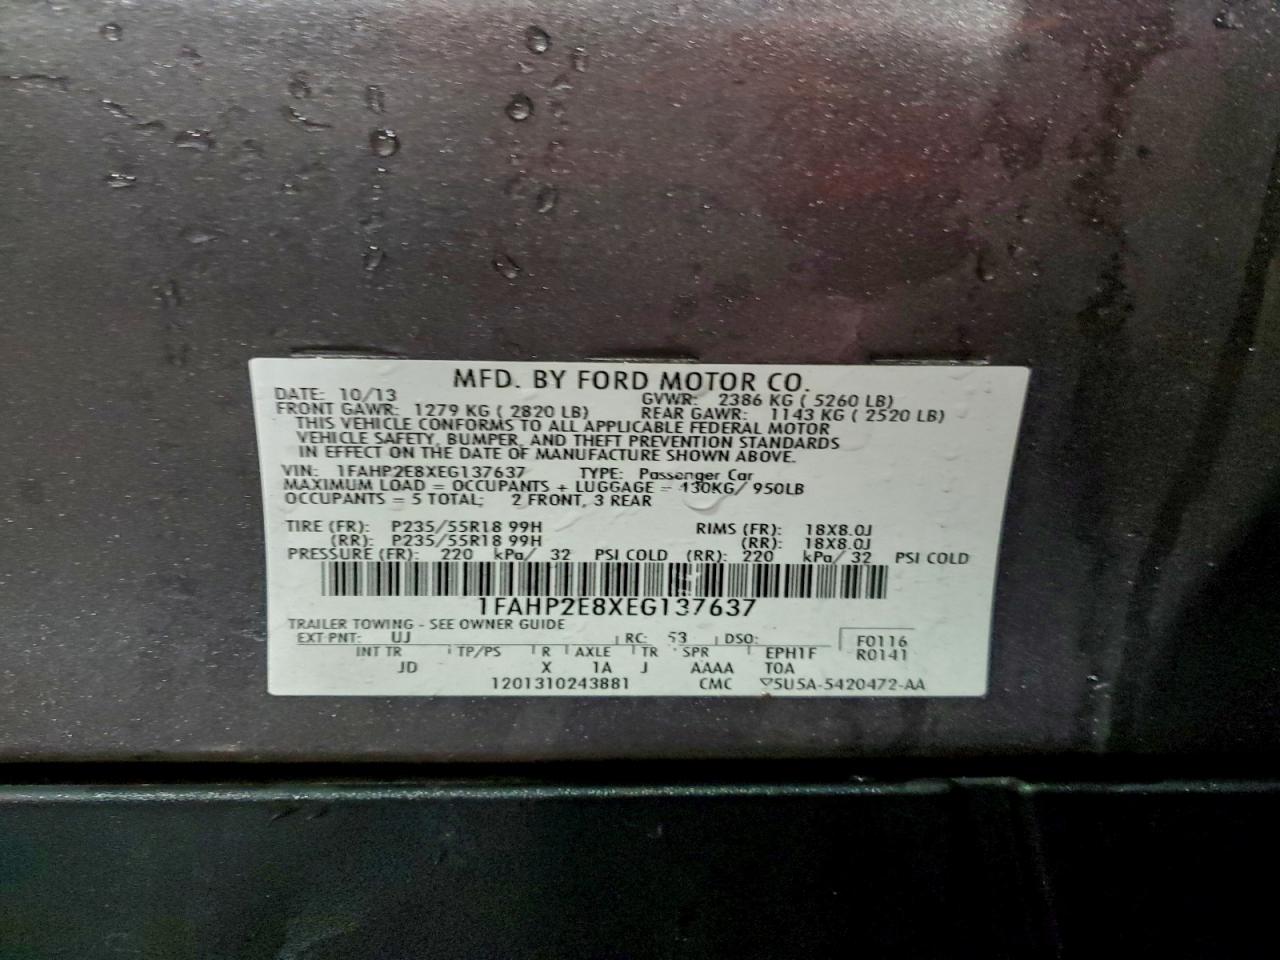 MFD. BY FORD MOTOR CO.
DATE: 10/13 GVWR: 2386 KG ( 5260 LB)
FRONT GAWR: 1279 KG ( 2820 LB) REAR GAWR: 1143 KG ( 2520 LB)
THIS VEHICLE CONFORMS TO ALL APPLICABLE FEDERAL MOTOR
VEHICLE SAFETY, BUMPER, AND THEFT PREVENTION STANDARDS
IN EFFECT ON THE DATE OF MANUFACTURE SHOWN ABOVE.
VIN: 1FAHP2E8XEG137637 TYPE: Passenger Car
MAXIMUM LOAD = OCCUPANTS + LUGGAGE = 430KG/ 950LB
OCCUPANTS = 5 TOTAL; 2 FRONT, 3 REAR
TIRE (FR): P235/55R18 99H RIMS (FR): 18X8.0J
(RR): P235/55R18 99H (RR): 18X8.0J
PRESSURE (FR): 220 kPa/ 32 PSI COLD (RR): 220 kPa/ 32 PSI COLD
1FAHP2E8XEG137637
TRAILER TOWING - SEE OWNER GUIDE
EXT PNT: UJ RC: 53 DSO: F0116
INT TR TP/PS R AXLE TR SPR EPH1F R0141
JD X 1A J AAAA TOA
1201310243881 CMC ▽5U5A-5420472-AA